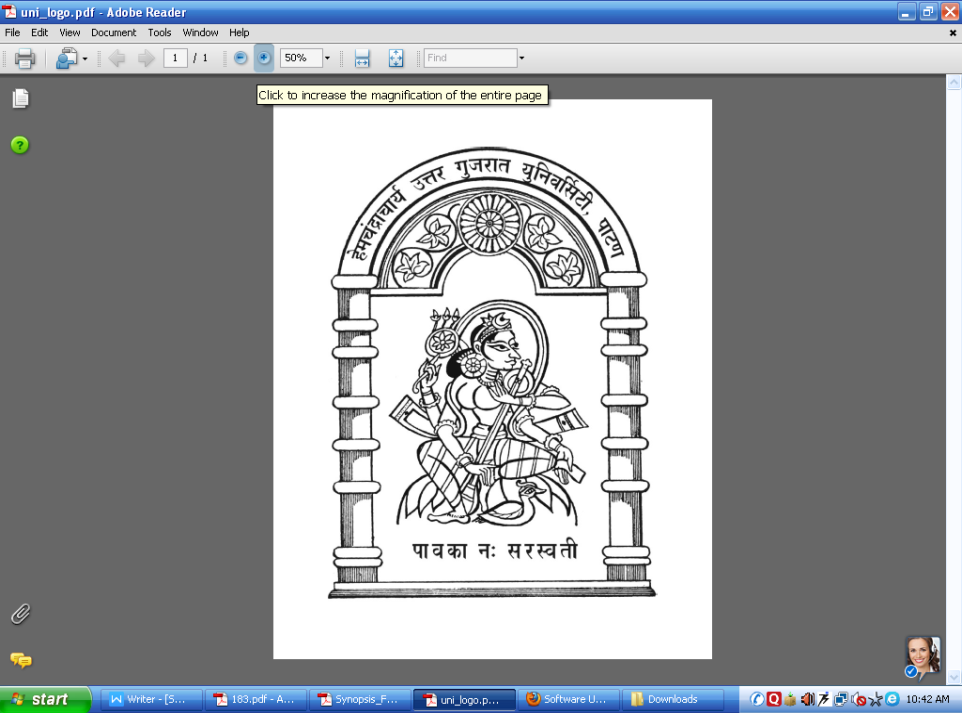 uni_logo.pdf - Adobe Reader
File Edit View Document Tools Window Help
1 / 1 50% Find
Click to increase the magnification of the entire page
हेमचंद्राचार्य उत्तर गुजरात युनिवर्सिटी, पाटण
पावका नः सरस्वती
start Writer - [S... 183.pdf - A... Synopsis_F... uni_logo.p... Software U... Downloads 10:42 AM